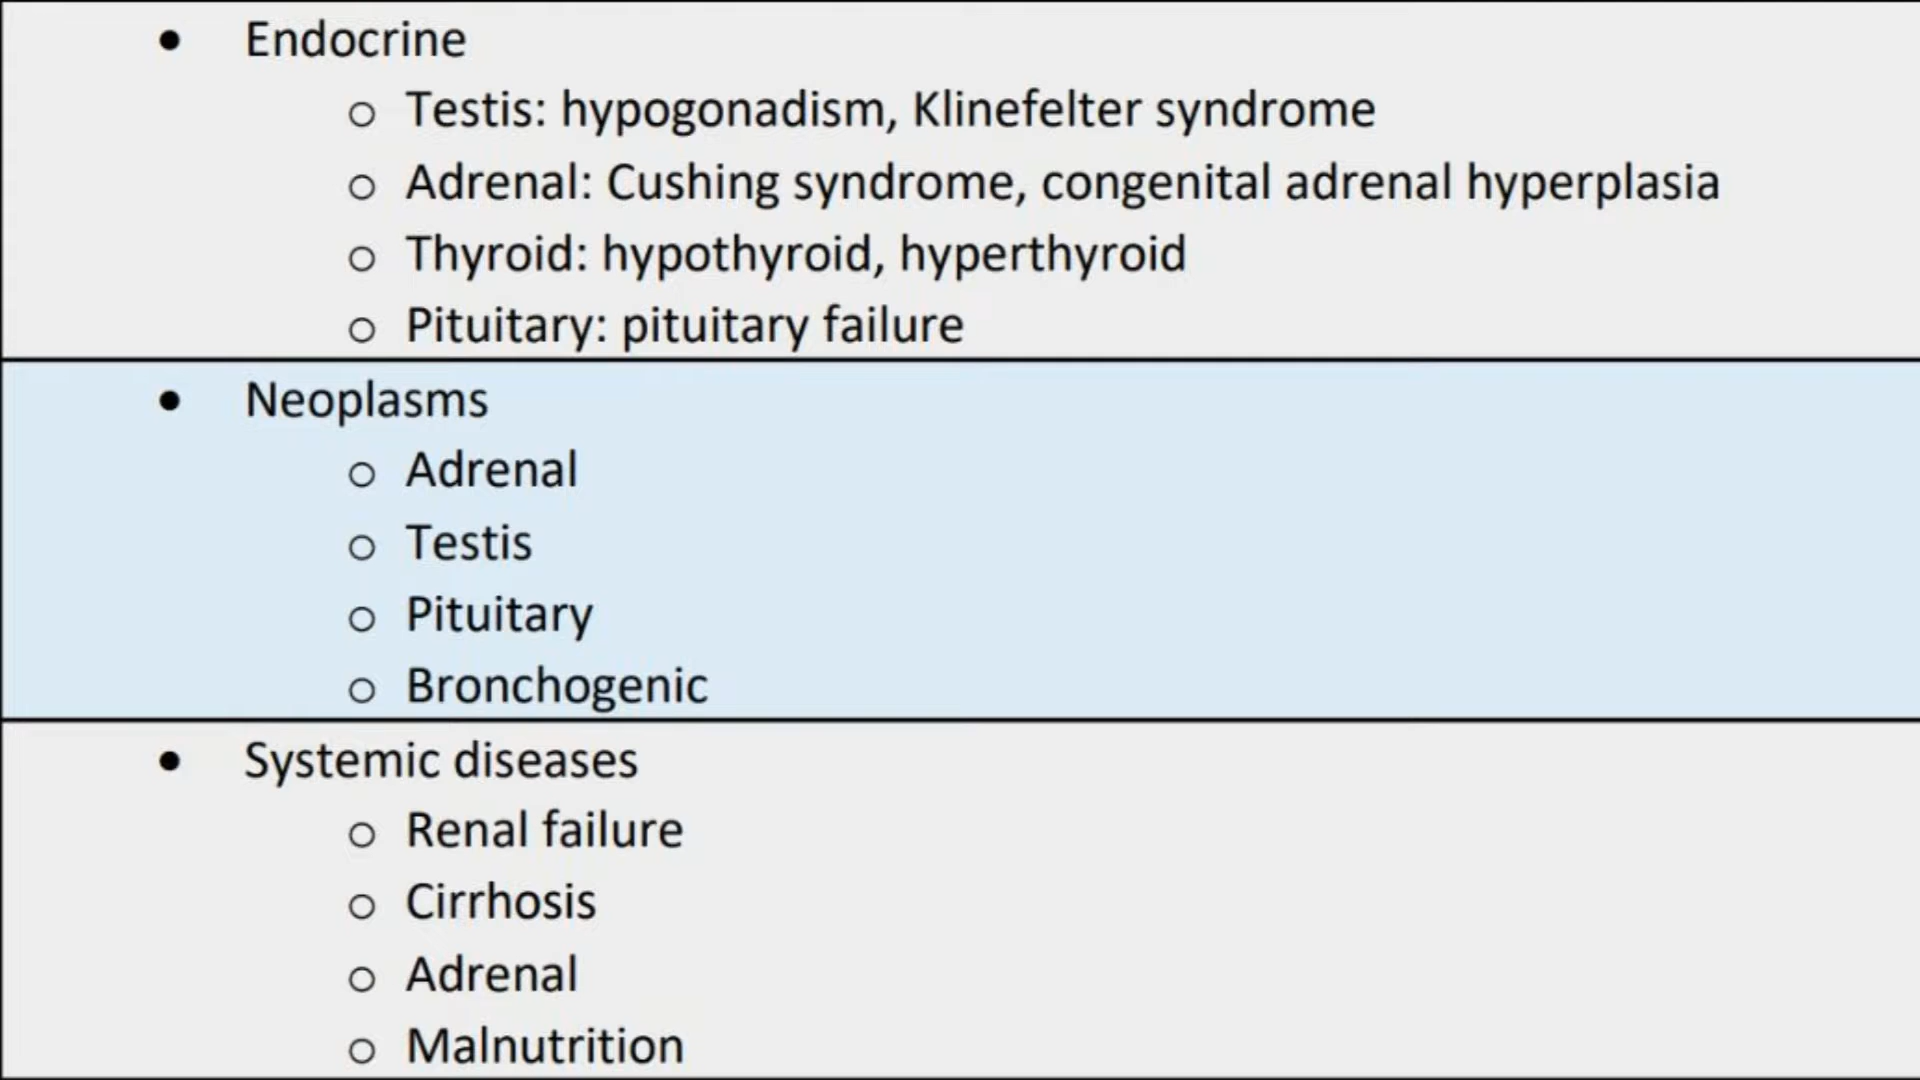 • Endocrine
o Testis: hypogonadism, Klinefelter syndrome
o Adrenal: Cushing syndrome, congenital adrenal hyperplasia
o Thyroid: hypothyroid, hyperthyroid
o Pituitary: pituitary failure
• Neoplasms
o Adrenal
o Testis
o Pituitary
o Bronchogenic
• Systemic diseases
o Renal failure
o Cirrhosis
o Adrenal
o Malnutrition